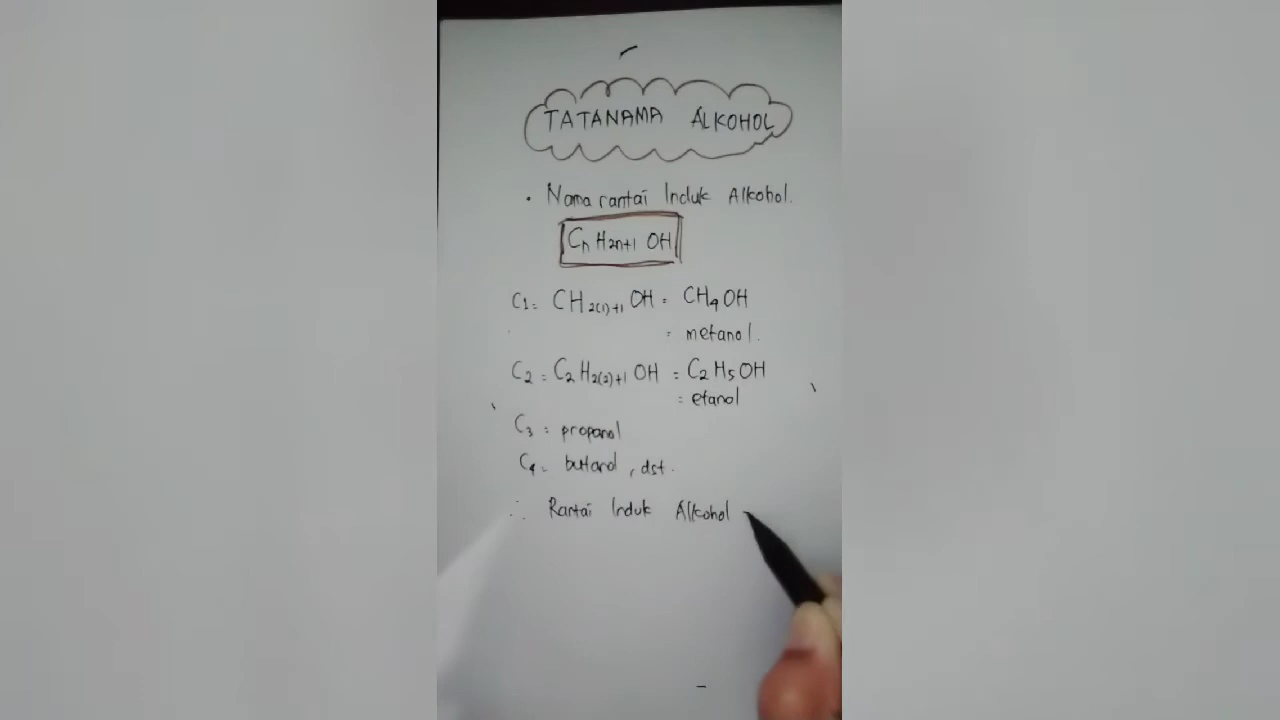 TATANAMA ALKOHOL
• Nama rantai Induk Alkohol.
CnH2n+1 OH
C1 = CH2(1)+1 OH = CH4OH
= metanol.
C2 = C2H2(2)+1 OH = C2H5OH
= etanol
C3 = propanol
C4 = butanol, dst.
∴ Rantai Induk Alkohol